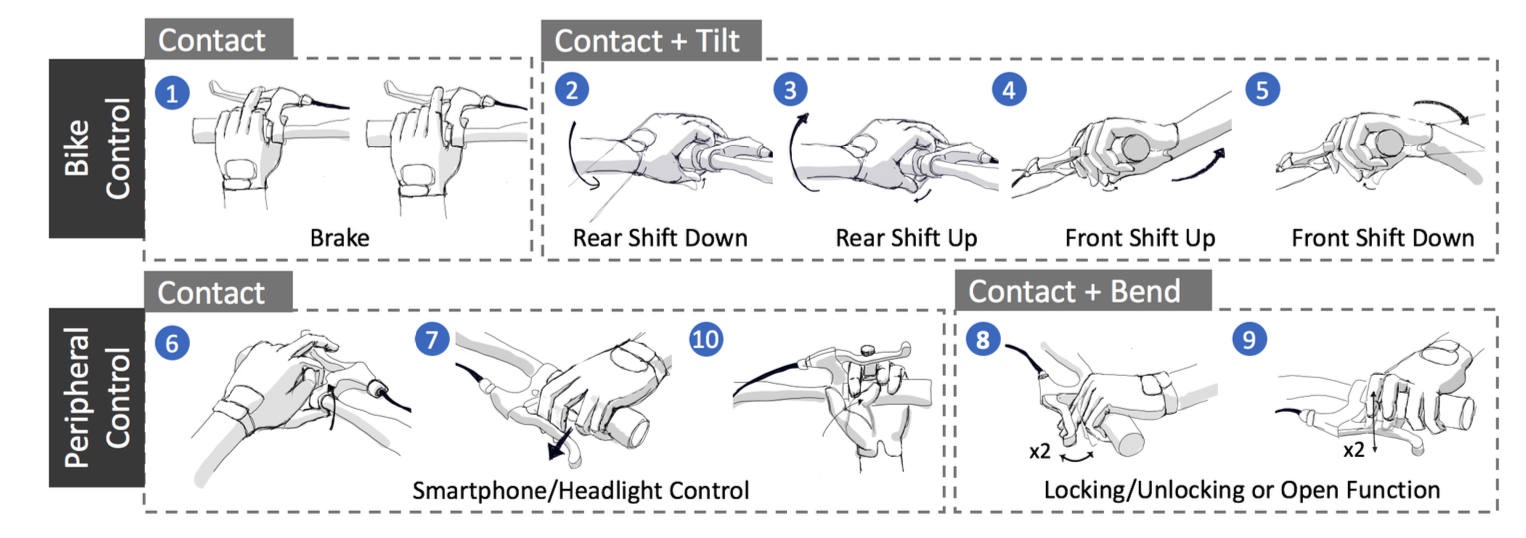 Contact
Contact + Tilt
Bike
Control
1
2
3
4
5
Brake
Rear Shift Down
Rear Shift Up
Front Shift Up
Front Shift Down
Contact
Contact + Bend
Peripheral
Control
6
7
10
8
9
x2
x2
Smartphone/Headlight Control
Locking/Unlocking or Open Function